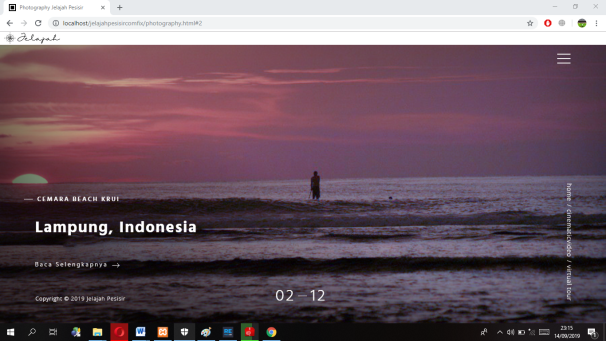 Photography Jelajah Pesisir
localhost/jelajahpesisircomfix/photography.html#2
Jelajah
CEMARA BEACH KRUI
Lampung, Indonesia
Baca Selengkapnya
Copyright © 2019 Jelajah Pesisir
02 — 12
home / cinematicvideo / virtual tour
23:15
14/09/2019